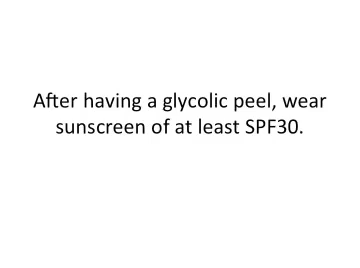 After having a glycolic peel, wear
sunscreen of at least SPF30.